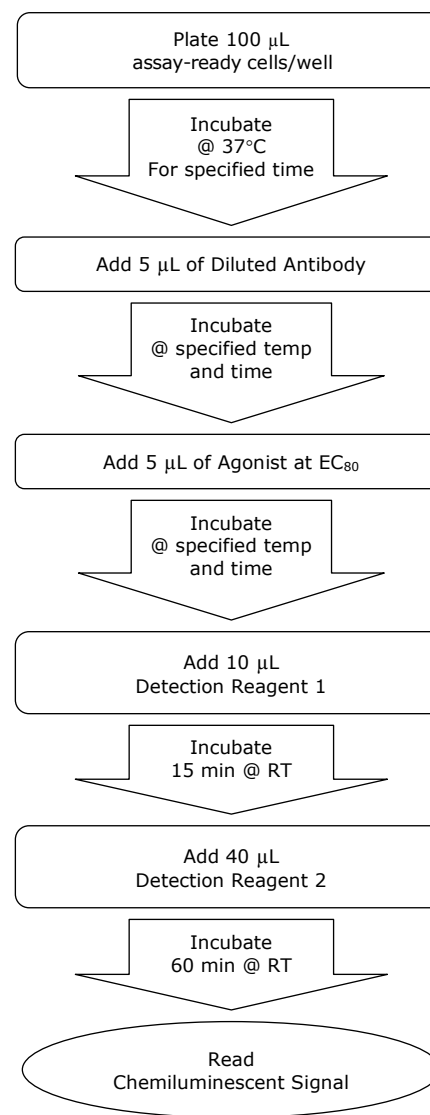 Plate 100 μL
assay-ready cells/well
Incubate
@ 37°C
For specified time
Add 5 μL of Diluted Antibody
Incubate
@ specified temp
and time
Add 5 μL of Agonist at EC₈₀
Incubate
@ specified temp
and time
Add 10 μL
Detection Reagent 1
Incubate
15 min @ RT
Add 40 μL
Detection Reagent 2
Incubate
60 min @ RT
Read
Chemiluminescent Signal